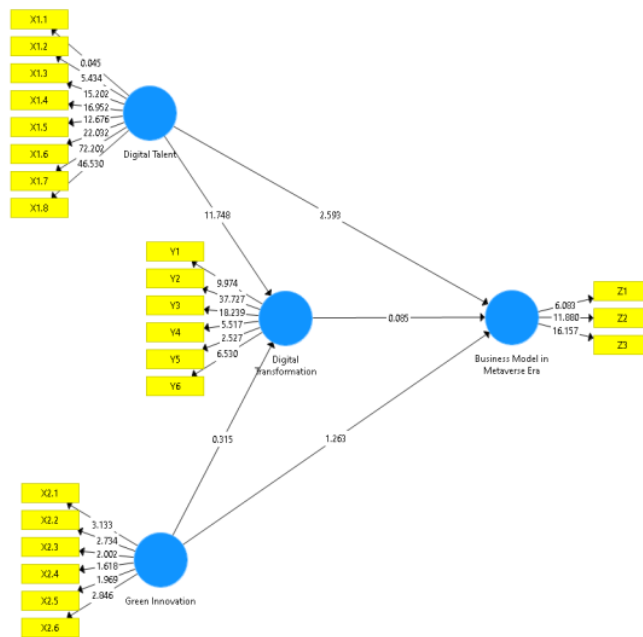 X1.1
X1.2
X1.3
X1.4
X1.5
X1.6
X1.7
X1.8
0.045
5.434
15.202
16.952
12.676
22.032
72.202
46.530
Digital Talent
11.748
2.593
Y1
Y2
Y3
Y4
Y5
Y6
9.974
37.727
18.239
5.517
2.527
6.530
Digital
Transformation
0.085
Z1
Z2
Z3
6.083
11.880
16.157
Business Model in
Metaverse Era
0.315
1.263
X2.1
X2.2
X2.3
X2.4
X2.5
X2.6
3.133
2.734
2.002
1.618
1.969
2.846
Green Innovation